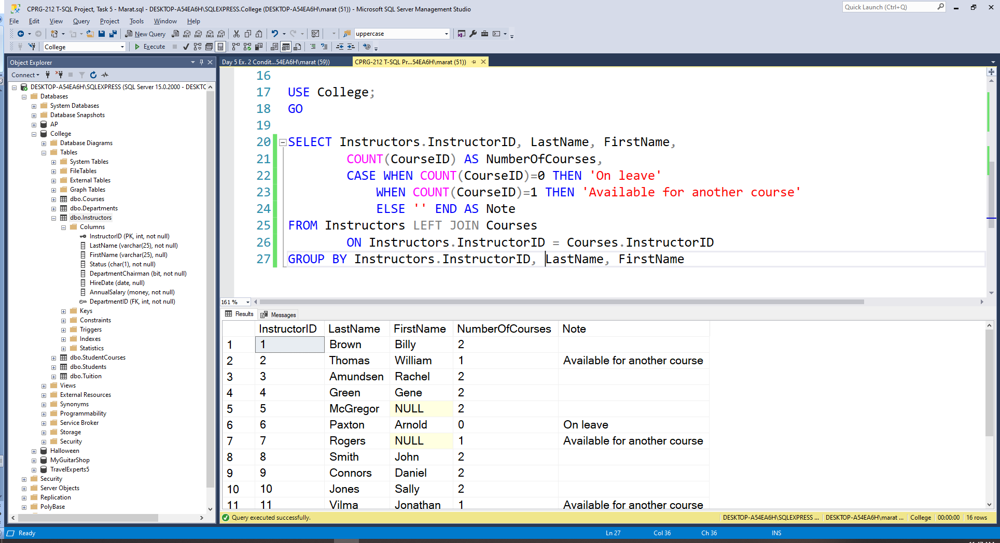 CPRG-212 T-SQL Project, Task 5 - Marat.sql - DESKTOP-A54EA6H\SQLEXPRESS.College (DESKTOP-A54EA6H\marat (51)) - Microsoft SQL Server Management Studio
Quick Launch (Ctrl+Q)
File Edit View Query Project Tools Window Help
New Query MDX DMX XMLA DAX uppercase
College Execute
Object Explorer
Connect
DESKTOP-A54EA6H\SQLEXPRESS (SQL Server 15.0.2000 - DESKTC
Databases
System Databases
Database Snapshots
AP
College
Database Diagrams
Tables
System Tables
FileTables
External Tables
Graph Tables
dbo.Courses
dbo.Departments
dbo.Instructors
Columns
InstructorID (PK, int, not null)
LastName (varchar(25), not null)
FirstName (varchar(25), null)
Status (char(1), not null)
DepartmentChairman (bit, not null)
HireDate (date, null)
AnnualSalary (money, not null)
DepartmentID (FK, int, not null)
Keys
Constraints
Triggers
Indexes
Statistics
dbo.StudentCourses
dbo.Students
dbo.Tuition
Views
External Resources
Synonyms
Programmability
Service Broker
Storage
Security
Halloween
MyGuitarShop
TravelExperts5
Security
Server Objects
Replication
PolyBase
Day 5 Ex. 2 Condit...54EA6H\marat (59)) CPRG-212 T-SQL Pr...54EA6H\marat (51))
16
17 USE College;
18 GO
19
20 SELECT Instructors.InstructorID, LastName, FirstName,
21 COUNT(CourseID) AS NumberOfCourses,
22 CASE WHEN COUNT(CourseID)=0 THEN 'On leave'
23 WHEN COUNT(CourseID)=1 THEN 'Available for another course'
24 ELSE '' END AS Note
25 FROM Instructors LEFT JOIN Courses
26 ON Instructors.InstructorID = Courses.InstructorID
27 GROUP BY Instructors.InstructorID, LastName, FirstName
161 %
Results Messages
InstructorID LastName FirstName NumberOfCourses Note
1 1 Brown Billy 2
2 2 Thomas William 1 Available for another course
3 3 Amundsen Rachel 2
4 4 Green Gene 2
5 5 McGregor NULL 2
6 6 Paxton Arnold 0 On leave
7 7 Rogers NULL 1 Available for another course
8 8 Smith John 2
9 9 Connors Daniel 2
10 10 Jones Sally 2
11 11 Vilma Jonathan 1 Available for another course
Query executed successfully. DESKTOP-A54EA6H\SQLEXPRESS ... DESKTOP-A54EA6H\marat ... College 00:00:00 16 rows
Ready Ln 27 Col 36 Ch 36 INS